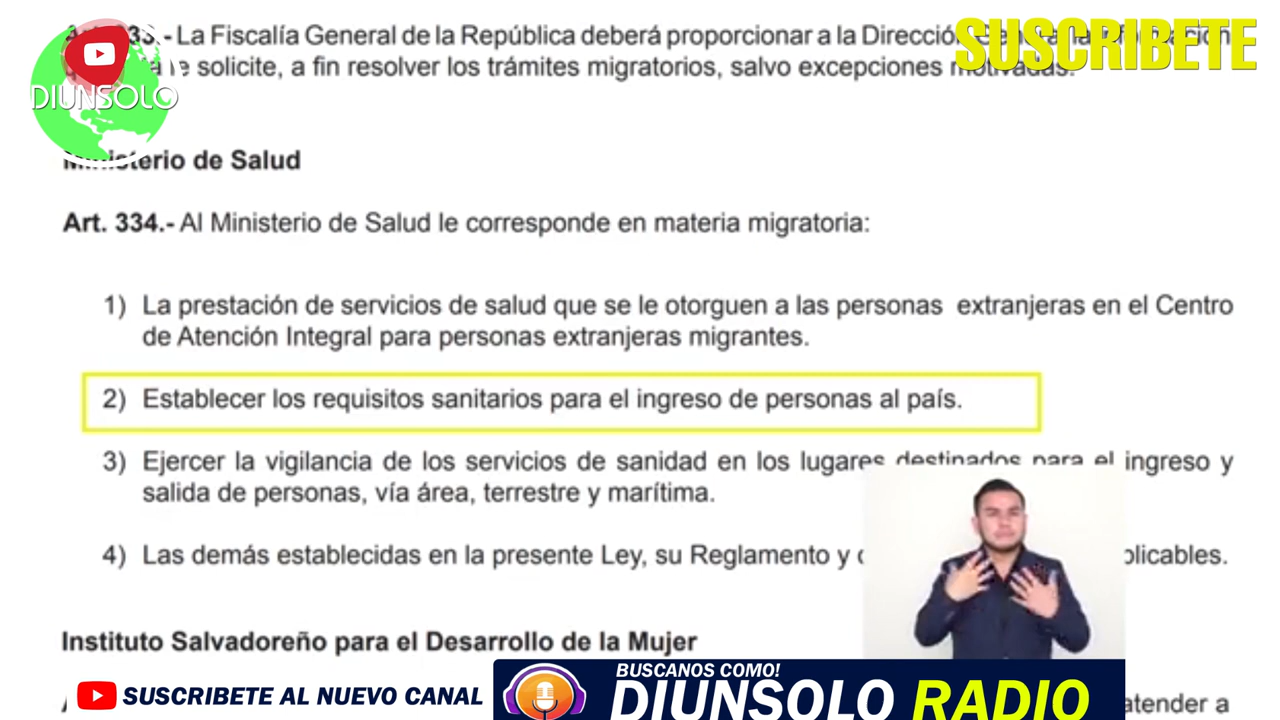 33.- La Fiscalía General de la República deberá proporcionar a la Dirección
SUSCRIBETE
solicite, a fin resolver los trámites migratorios, salvo excepciones motivadas.
DIUNSOLO
Ministerio de Salud
Art. 334.- Al Ministerio de Salud le corresponde en materia migratoria:
1) La prestación de servicios de salud que se le otorguen a las personas extranjeras en el Centro
de Atención Integral para personas extranjeras migrantes.
2) Establecer los requisitos sanitarios para el ingreso de personas al país.
3) Ejercer la vigilancia de los servicios de sanidad en los lugares destinados para el ingreso y
salida de personas, vía área, terrestre y marítima.
4) Las demás establecidas en la presente Ley, su Reglamento y
Instituto Salvadoreño para el Desarrollo de la Mujer
atender a
SUSCRIBETE AL NUEVO CANAL
BUSCANOS COMO!
DIUNSOLO RADIO